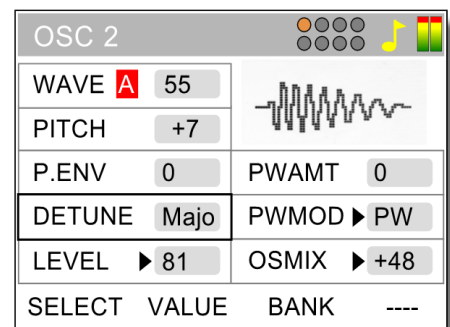 OSC 2
WAVE A 55
PITCH +7
P.ENV 0 PWAMT 0
DETUNE Majo PWMOD ▶ PW
LEVEL ▶ 81 OSMIX ▶ +48
SELECT VALUE BANK ----